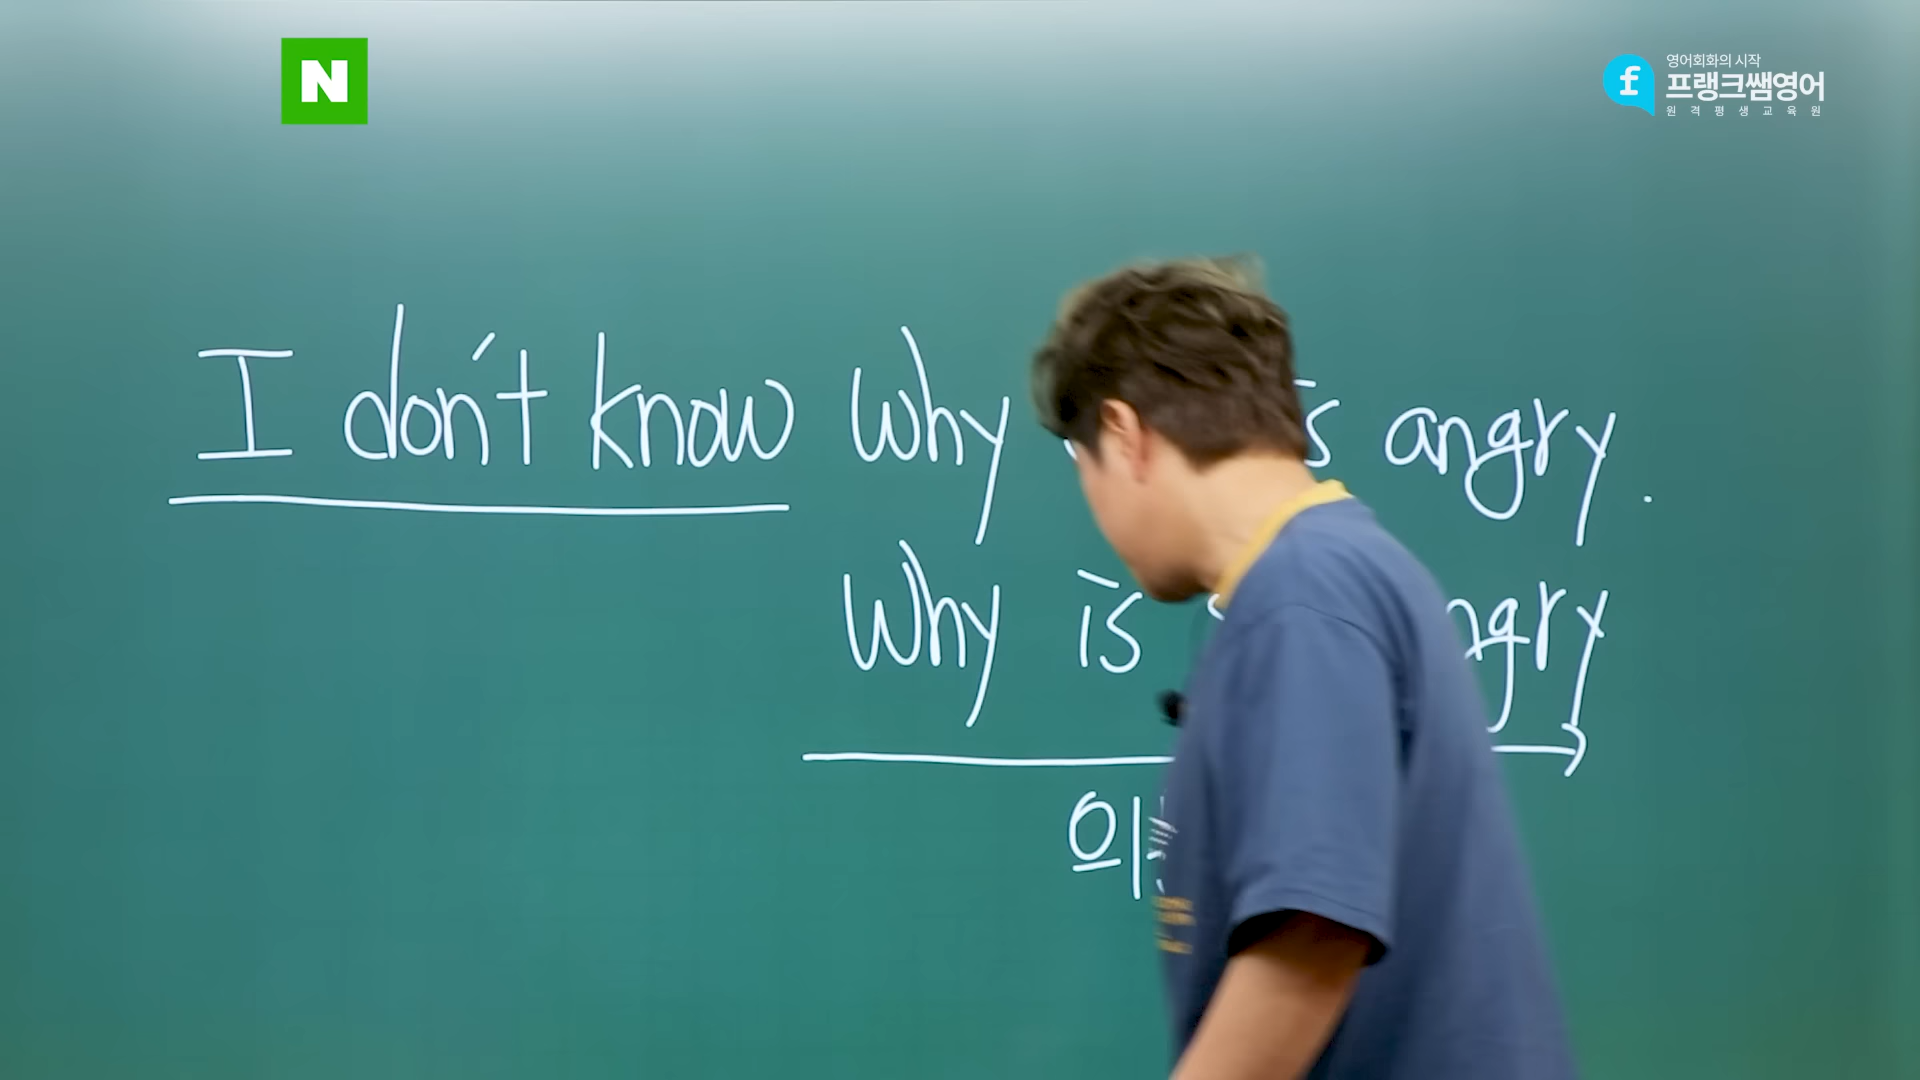 N
영어회화의 시작
프랭크쌤영어
원격평생교육원
I don't know why is angry.
Why is